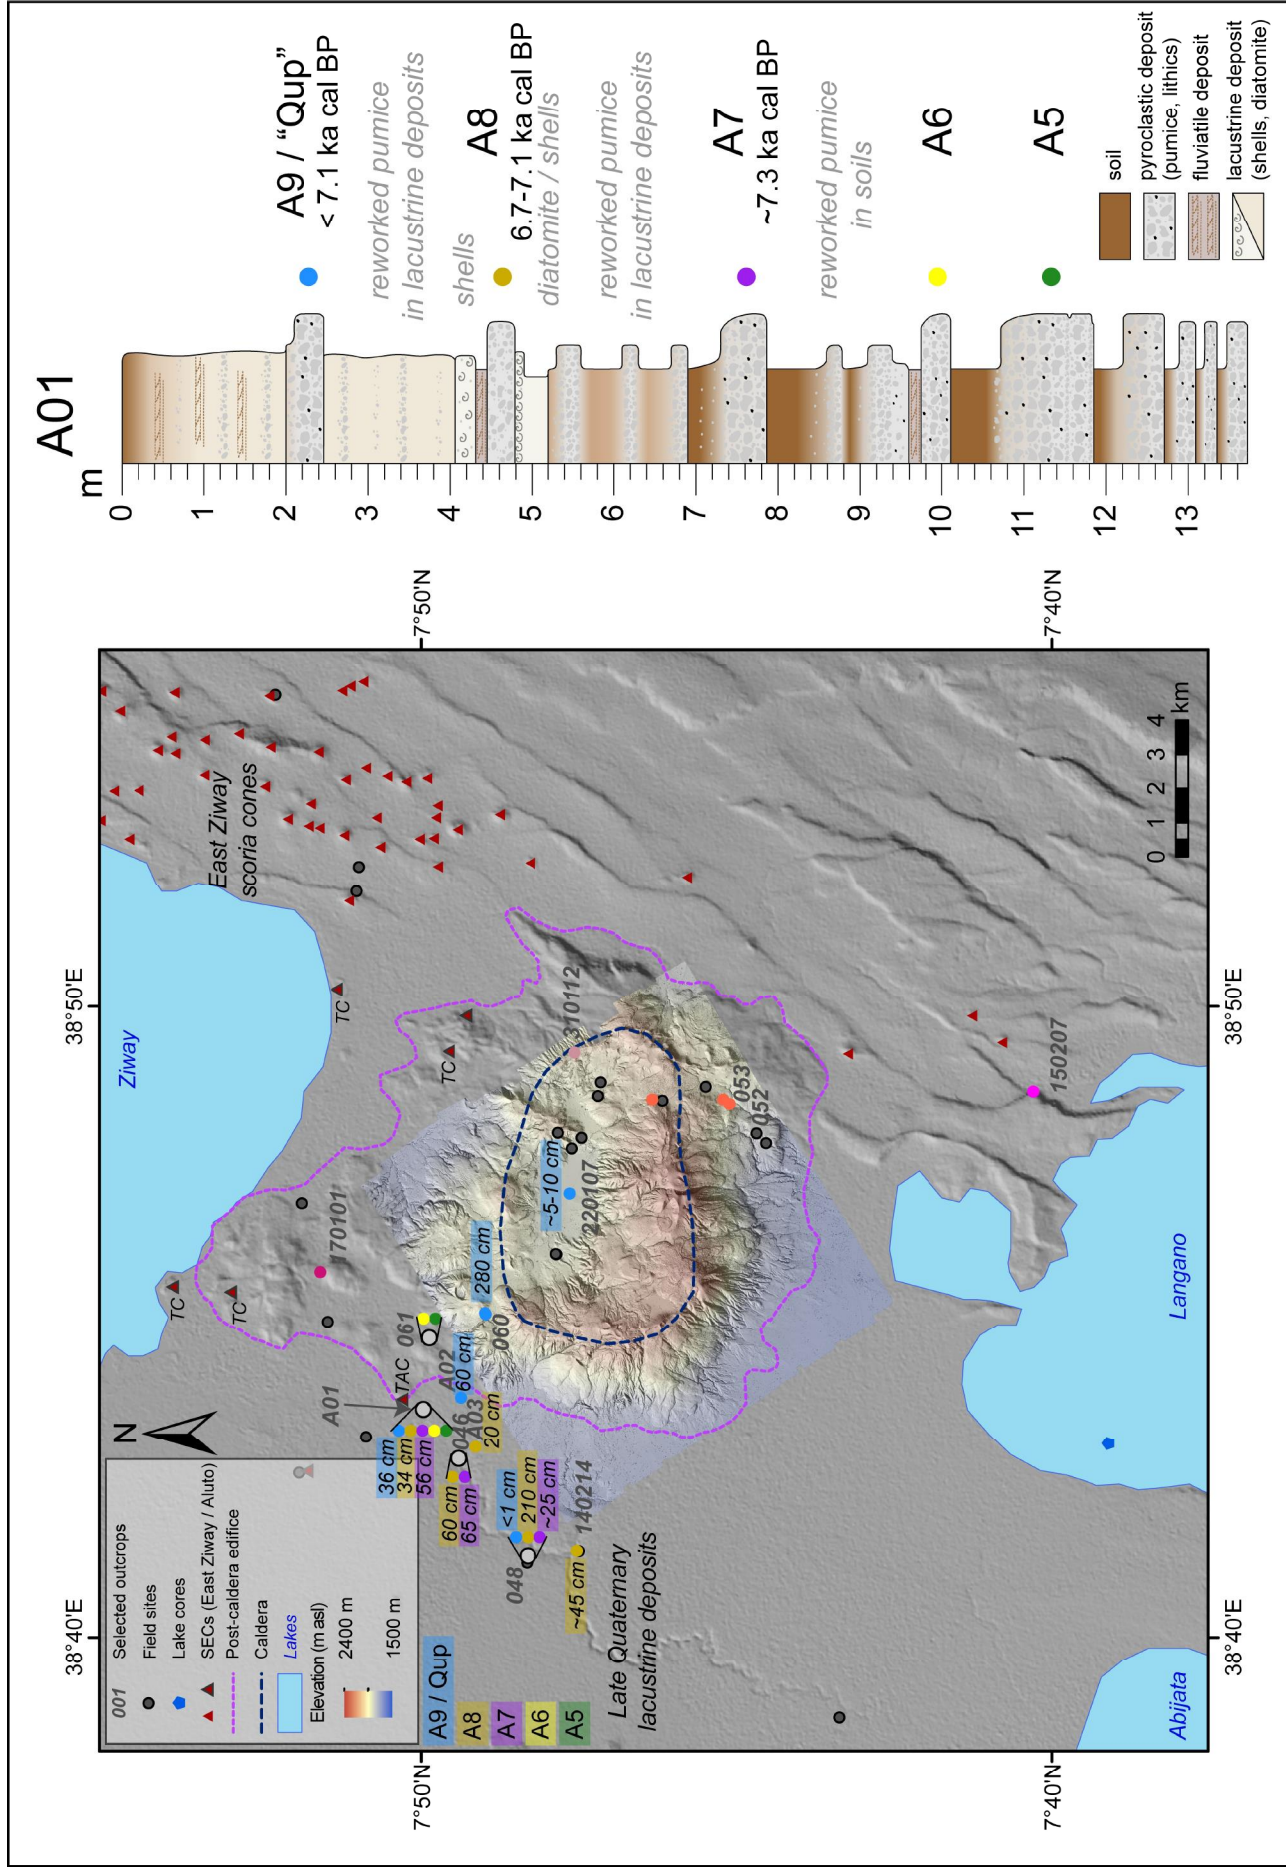 N
Selected outcrops
001
Field sites
Lake cores
SECs (East Ziway / Aluto)
Post-caldera edifice
Caldera
Lakes
Elevation (m asl)
2400 m
1500 m
A9 / Qup
A8
A7
A6
A5
38°40'E
38°50'E
38°40'E
38°50'E
7°50'N
7°40'N
7°50'N
7°40'N
Ziway
Langano
Abijata
East Ziway
scoria cones
Late Quaternary
lacustrine deposits
TC
TC
TC
TC
TAC
A01
A02
A03
046
048
061
060
170101
140214
220107
310112
053
052
150207
36 cm
34 cm
56 cm
60 cm
65 cm
60 cm
20 cm
<1 cm
210 cm
~25 cm
~45 cm
280 cm
~5-10 cm
0 1 2 3 4
km
A01
m
0
1
2
3
4
5
6
7
8
9
10
11
12
13
A9 / “Qup”
< 7.1 ka cal BP
reworked pumice
in lacustrine deposits
shells
A8
6.7-7.1 ka cal BP
diatomite / shells
reworked pumice
in lacustrine deposits
A7
~7.3 ka cal BP
reworked pumice
in soils
A6
A5
soil
pyroclastic deposit
(pumice, lithics)
fluviatile deposit
lacustrine deposit
(shells, diatomite)